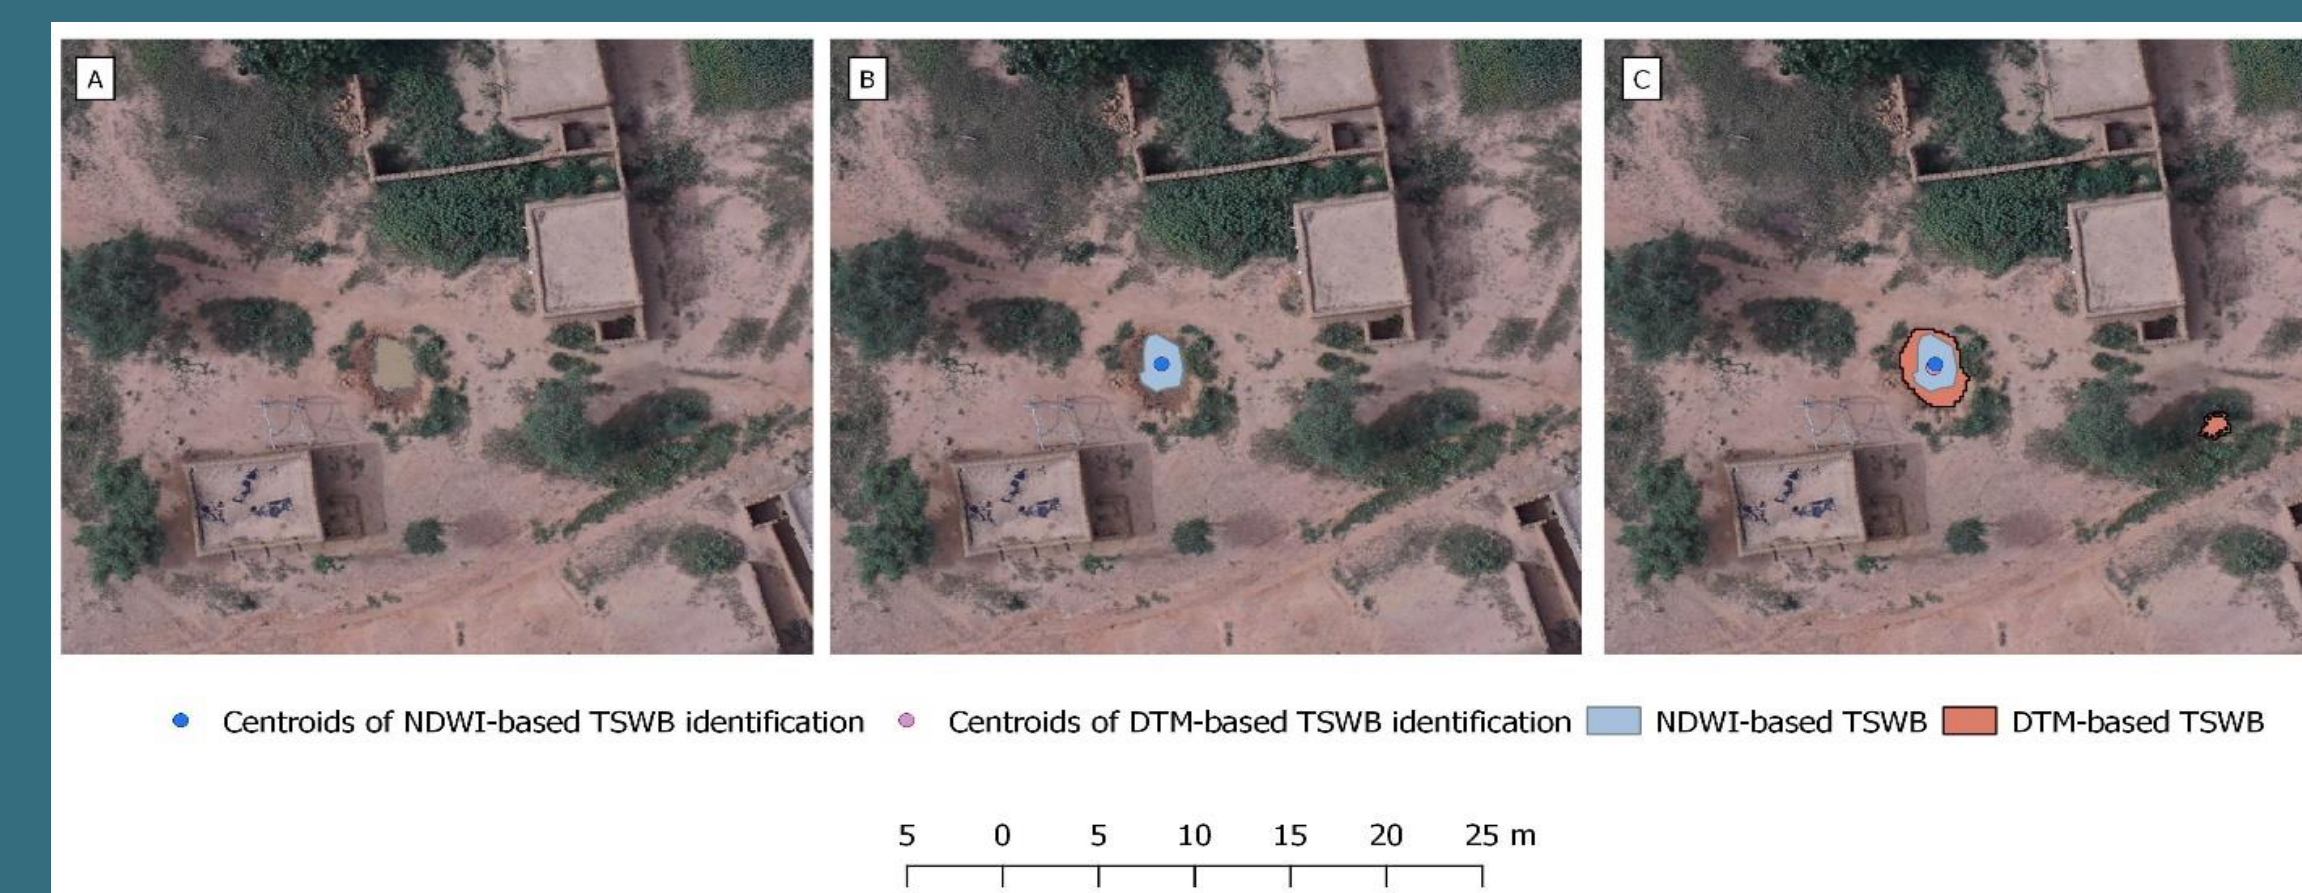 A
B
C
Centroids of NDWI-based TSWB identification
Centroids of DTM-based TSWB identification
NDWI-based TSWB
DTM-based TSWB
5 0 5 10 15 20 25 m